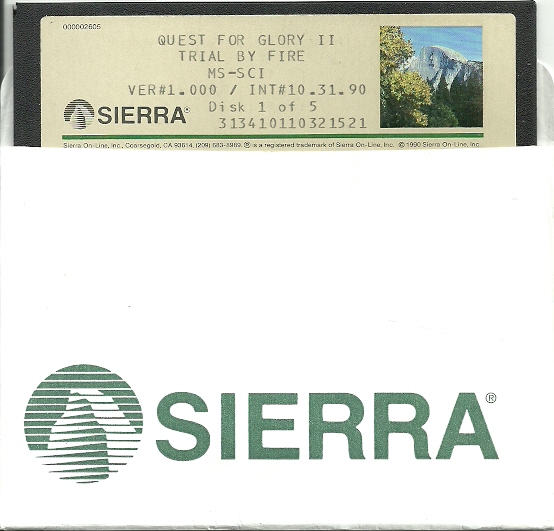 000002605
QUEST FOR GLORY II
TRIAL BY FIRE
MS-SCI
VER#1.000 / INT#10.31.90
Disk 1 of 5
SIERRA®
313410110321521
Sierra On-Line, Inc., Coarsegold, CA 93614, (209) 683-8989. ® is a registered trademark of Sierra On-Line, Inc. © 1990 Sierra On-Line, Inc.
SIERRA®